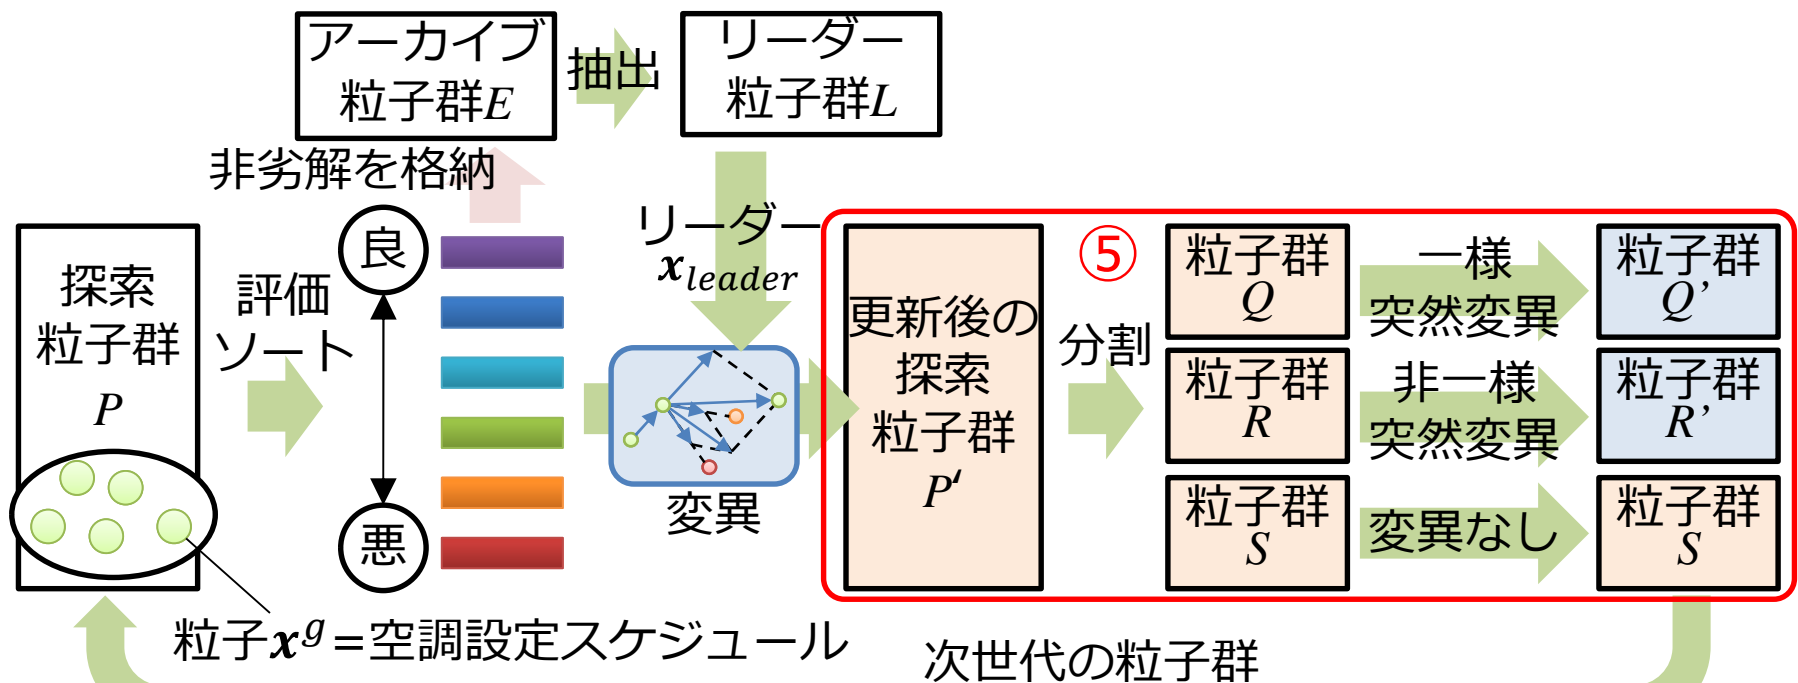 アーカイブ
粒子群E
抽出
リーダー
粒子群L
非劣解を格納
探索
粒子群
P
評価
ソート
良
悪
リーダー
x_leader
変異
更新後の
探索
粒子群
P'
⑤
分割
粒子群
Q
一様
突然変異
粒子群
Q’
粒子群
R
非一様
突然変異
粒子群
R’
粒子群
S
変異なし
粒子群
S
粒子x^g=空調設定スケジュール
次世代の粒子群